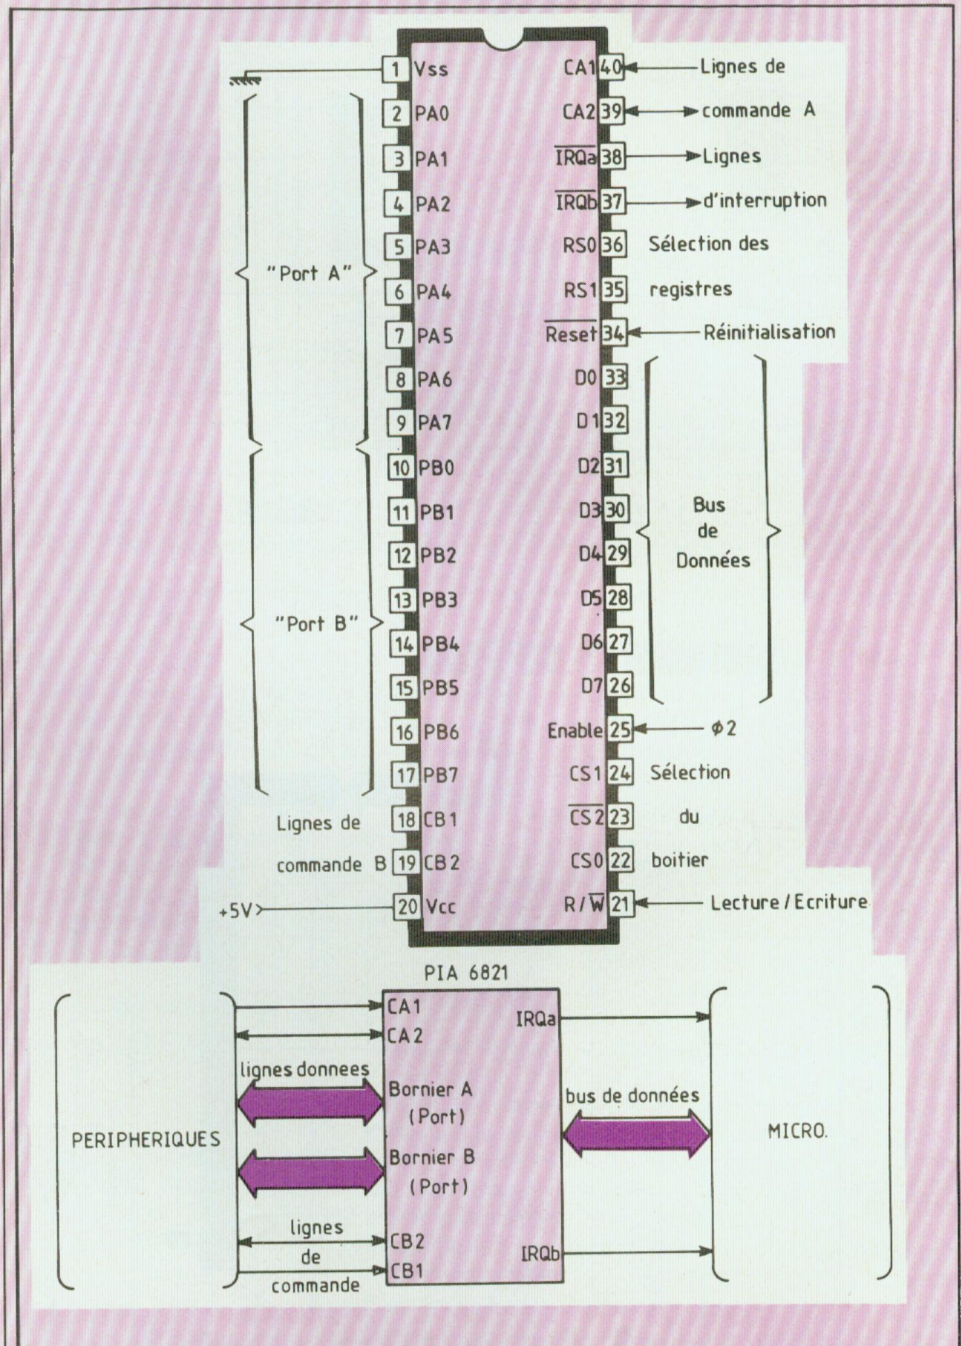 1 Vss CA1 40 Lignes de
2 PA0 CA2 39 commande A
3 PA1 IRQa 38 Lignes
4 PA2 IRQb 37 d'interruption
5 PA3 RS0 36 Sélection des
"Port A"
6 PA4 RS1 35 registres
7 PA5 Reset 34 Réinitialisation
8 PA6 D0 33
9 PA7 D1 32
10 PB0 D2 31
11 PB1 D3 30
Bus
de
Données
12 PB2 D4 29
13 PB3 D5 28
"Port B"
14 PB4 D6 27
15 PB5 D7 26
16 PB6 Enable 25 ϕ2
17 PB7 CS1 24 Sélection
Lignes de 18 CB1 CS2 23 du
commande B 19 CB2 CS0 22 boitier
+5V 20 Vcc R/W 21 Lecture/Ecriture
PIA 6821
CA1
IRQa
CA2
lignes donnees
Bornier A
(Port)
bus de données
PERIPHERIQUES
MICRO.
Bornier B
(Port)
lignes
de
commande
CB2
IRQb
CB1